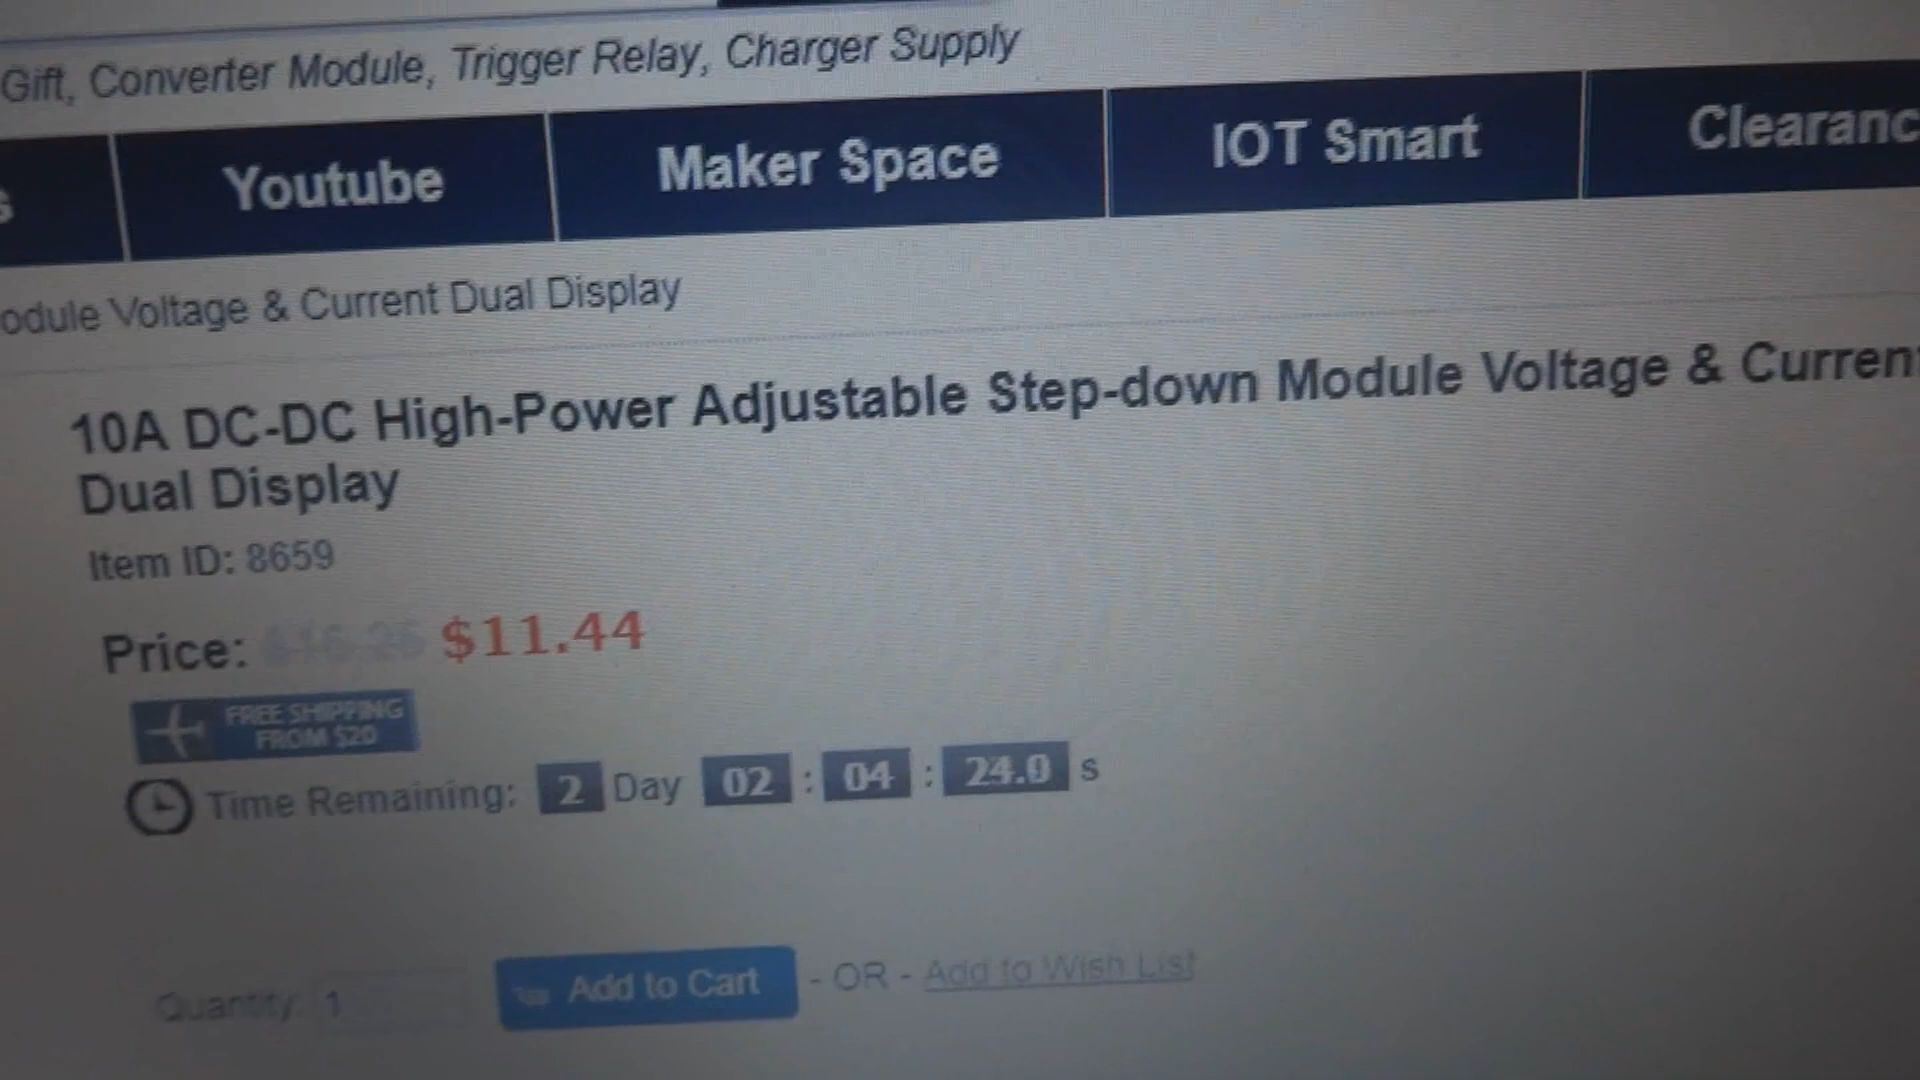 Gift, Converter Module, Trigger Relay, Charger Supply
s Youtube Maker Space IOT Smart Clearanc
odule Voltage & Current Dual Display
10A DC-DC High-Power Adjustable Step-down Module Voltage & Current
Dual Display
Item ID: 8659
Price: $11.44
FREE SHIPPING
FROM $20
Time Remaining: 2 Day 02 : 04 : 24.0 s
Quantity: 1 Add to Cart - OR - Add to Wish List